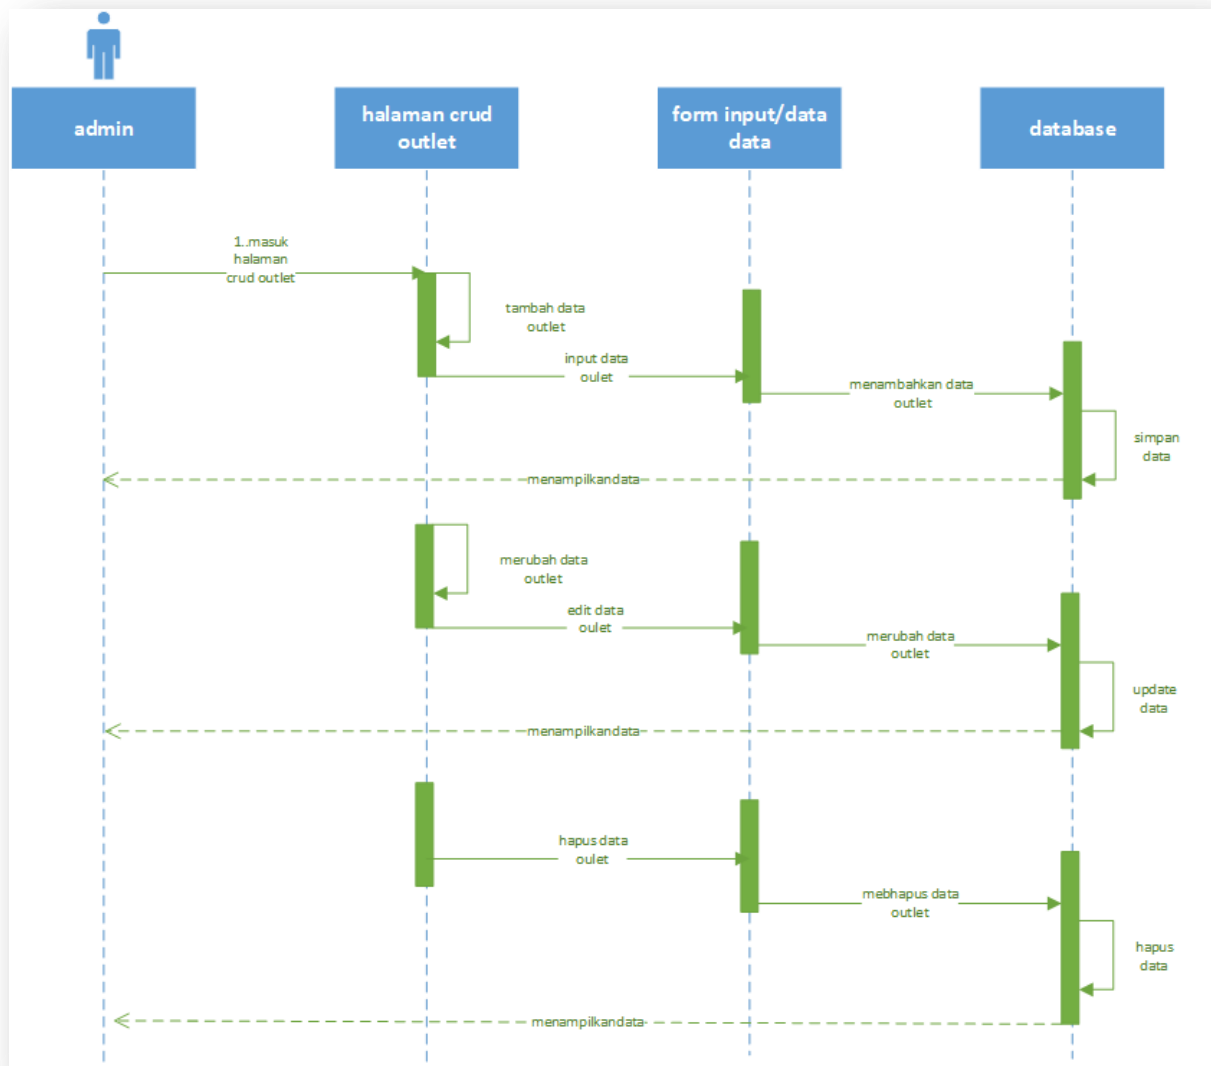 admin
halaman crud
outlet
form input/data
data
database
1..masuk
halaman
crud outlet
tambah data
outlet
input data
oulet
menambahkan data
outlet
simpan
data
menampilkandata
merubah data
outlet
edit data
oulet
merubah data
outlet
update
data
menampilkandata
hapus data
oulet
mebhapus data
outlet
hapus
data
menampilkandata